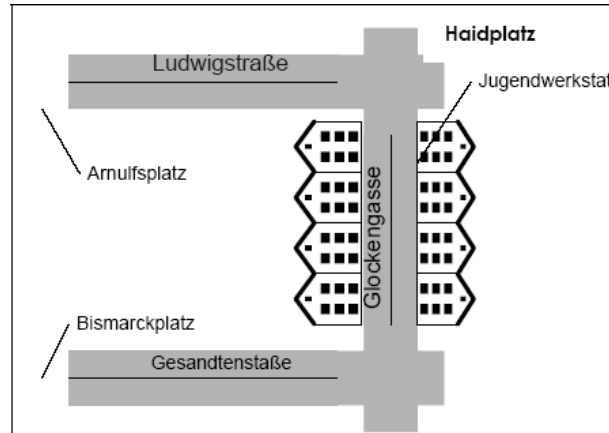 Haidplatz
Ludwigstraße
Jugendwerkstat
Arnulfsplatz
Glockengasse
Bismarckplatz
Gesandtenstaße